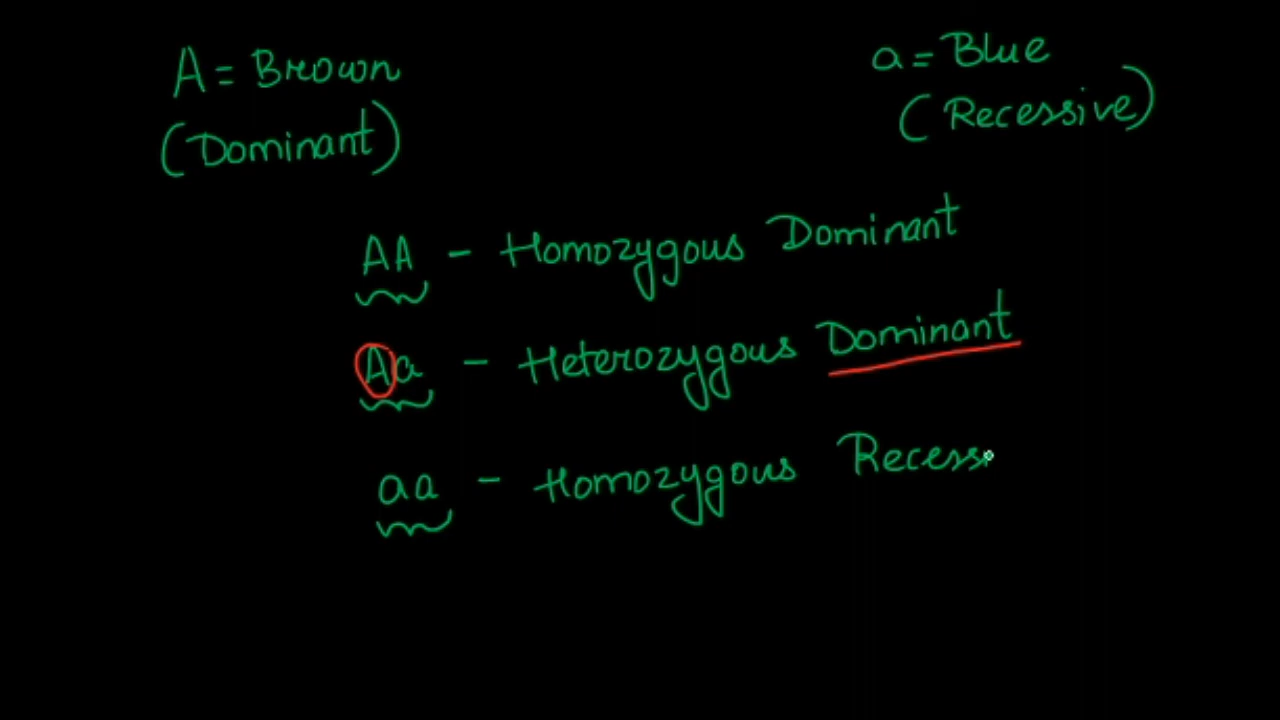 A = Brown
(Dominant)
a = Blue
(Recessive)
AA - Homozygous Dominant
Aa - Heterozygous Dominant
aa - Homozygous Recess